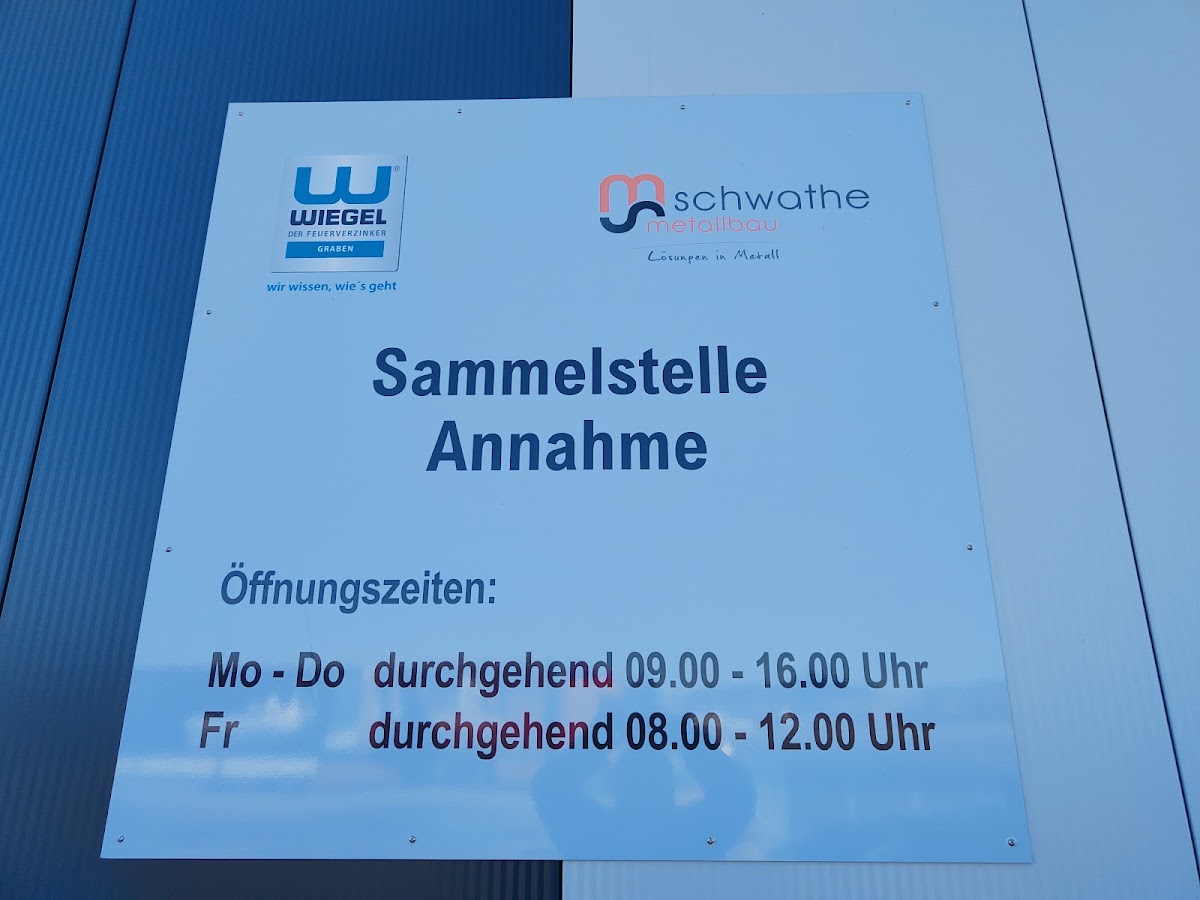 WIEGEL
DER FEUERVERZINKER
GRABEN
wir wissen, wie´s geht
schwathe
metallbau
Lösungen in Metall
Sammelstelle
Annahme
Öffnungszeiten:
Mo - Do durchgehend 09.00 - 16.00 Uhr
Fr durchgehend 08.00 - 12.00 Uhr